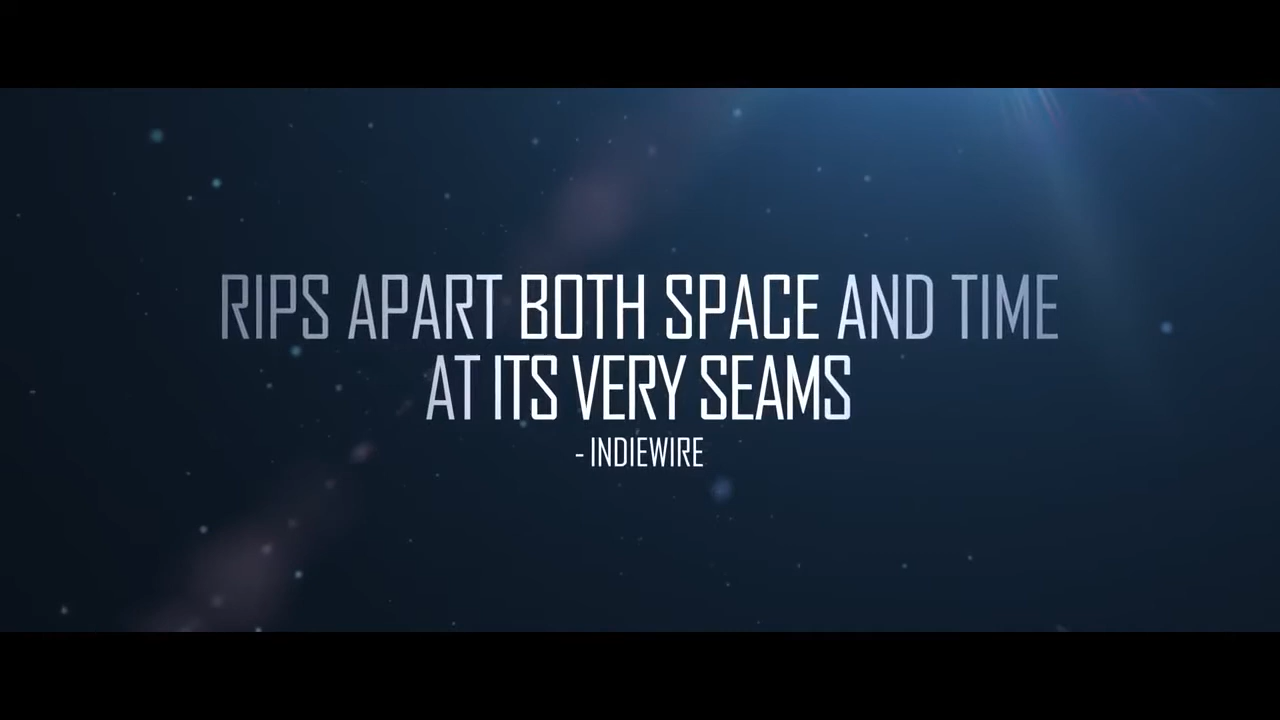 RIPS APART BOTH SPACE AND TIME
AT ITS VERY SEAMS
- INDIEWIRE